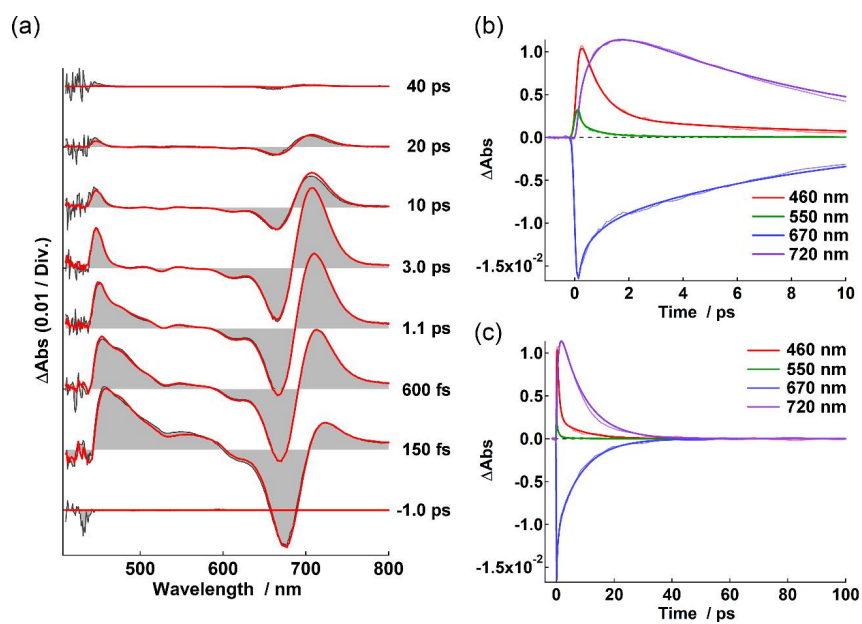 (a)
40 ps
20 ps
10 ps
3.0 ps
1.1 ps
600 fs
150 fs
-1.0 ps
ΔAbs (0.01 / Div.)
500 600 700 800
Wavelength / nm
(b)
1.0
0.5
0.0
-0.5
-1.0
-1.5x10⁻²
ΔAbs
460 nm
550 nm
670 nm
720 nm
0 2 4 6 8 10
Time / ps
(c)
1.0
0.5
0.0
-0.5
-1.0
-1.5x10⁻²
ΔAbs
460 nm
550 nm
670 nm
720 nm
0 20 40 60 80 100
Time / ps